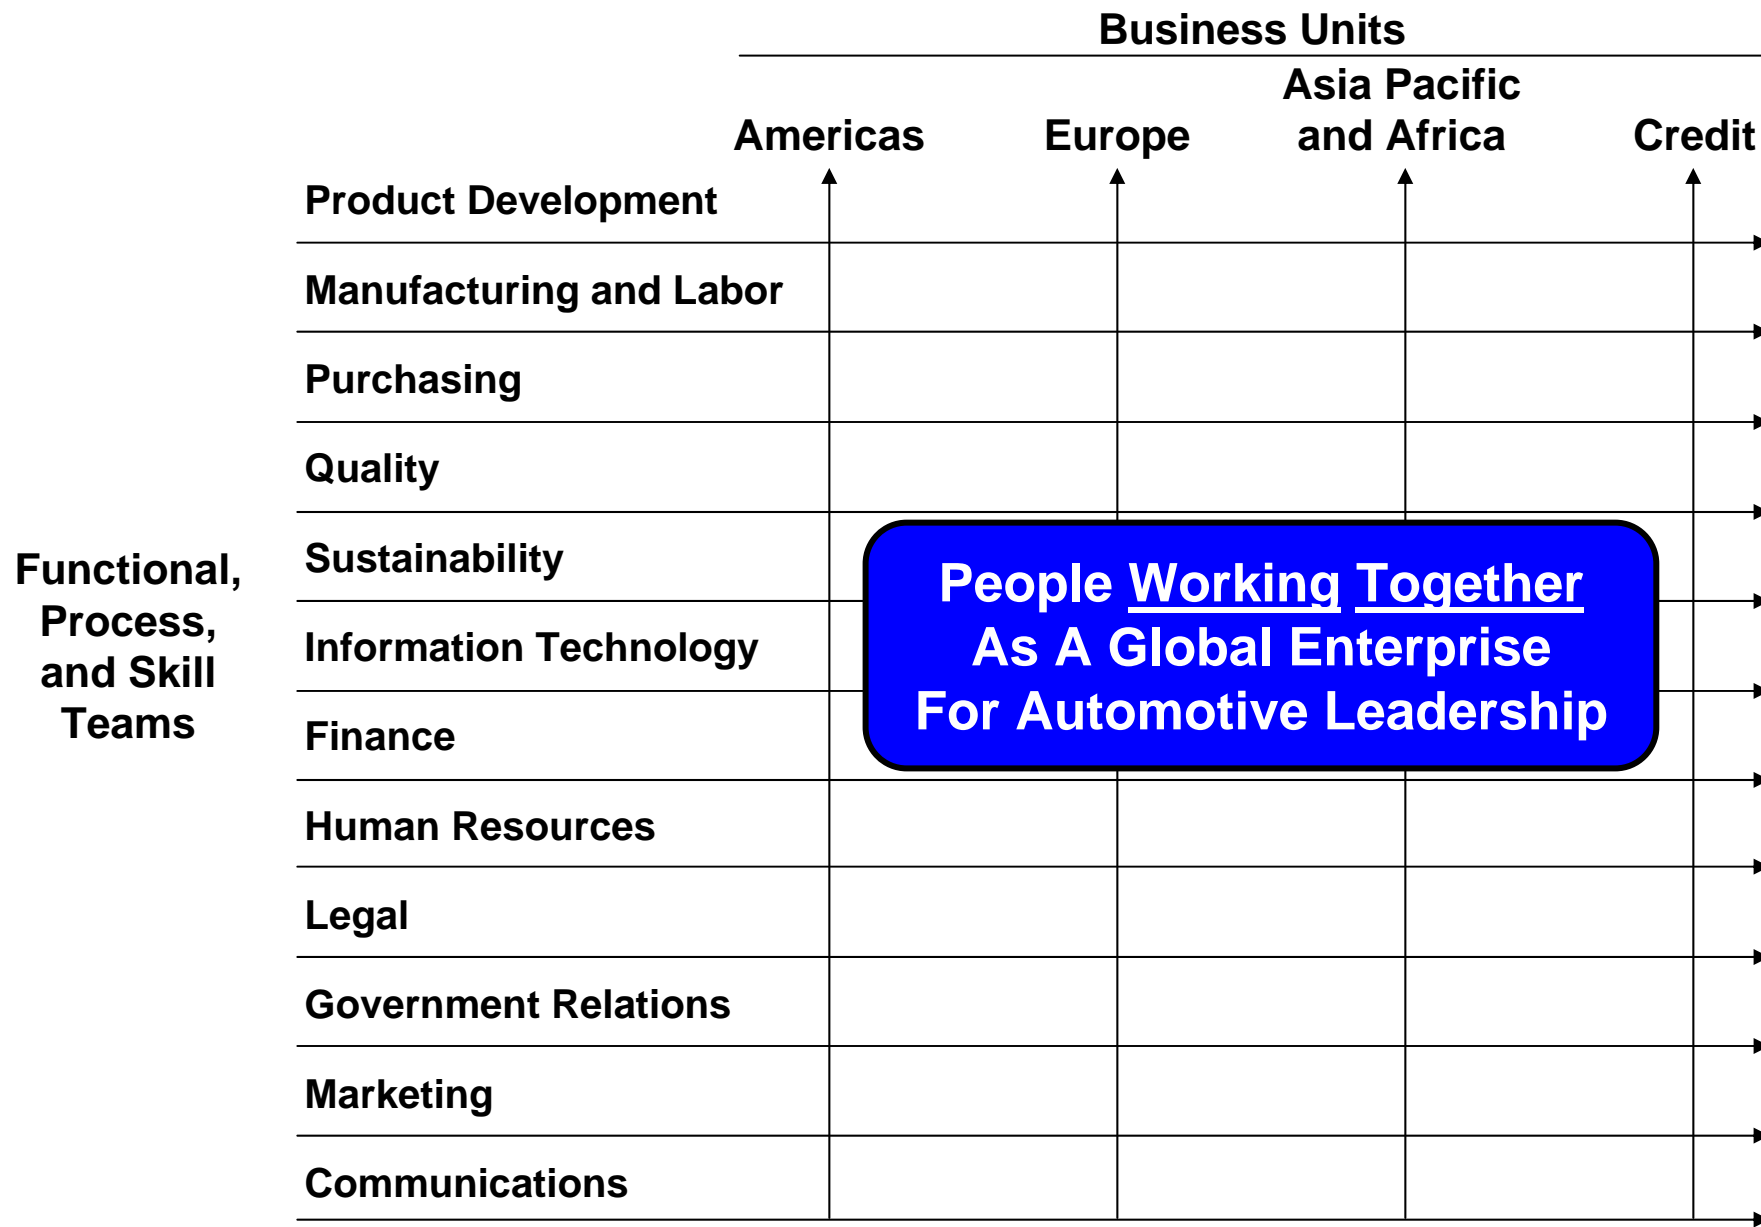 Business Units
Asia Pacific
Americas Europe and Africa Credit
Product Development
Manufacturing and Labor
Purchasing
Quality
Sustainability
Information Technology
Finance
Human Resources
Legal
Government Relations
Marketing
Communications
Functional,
Process,
and Skill
Teams
People Working Together
As A Global Enterprise
For Automotive Leadership